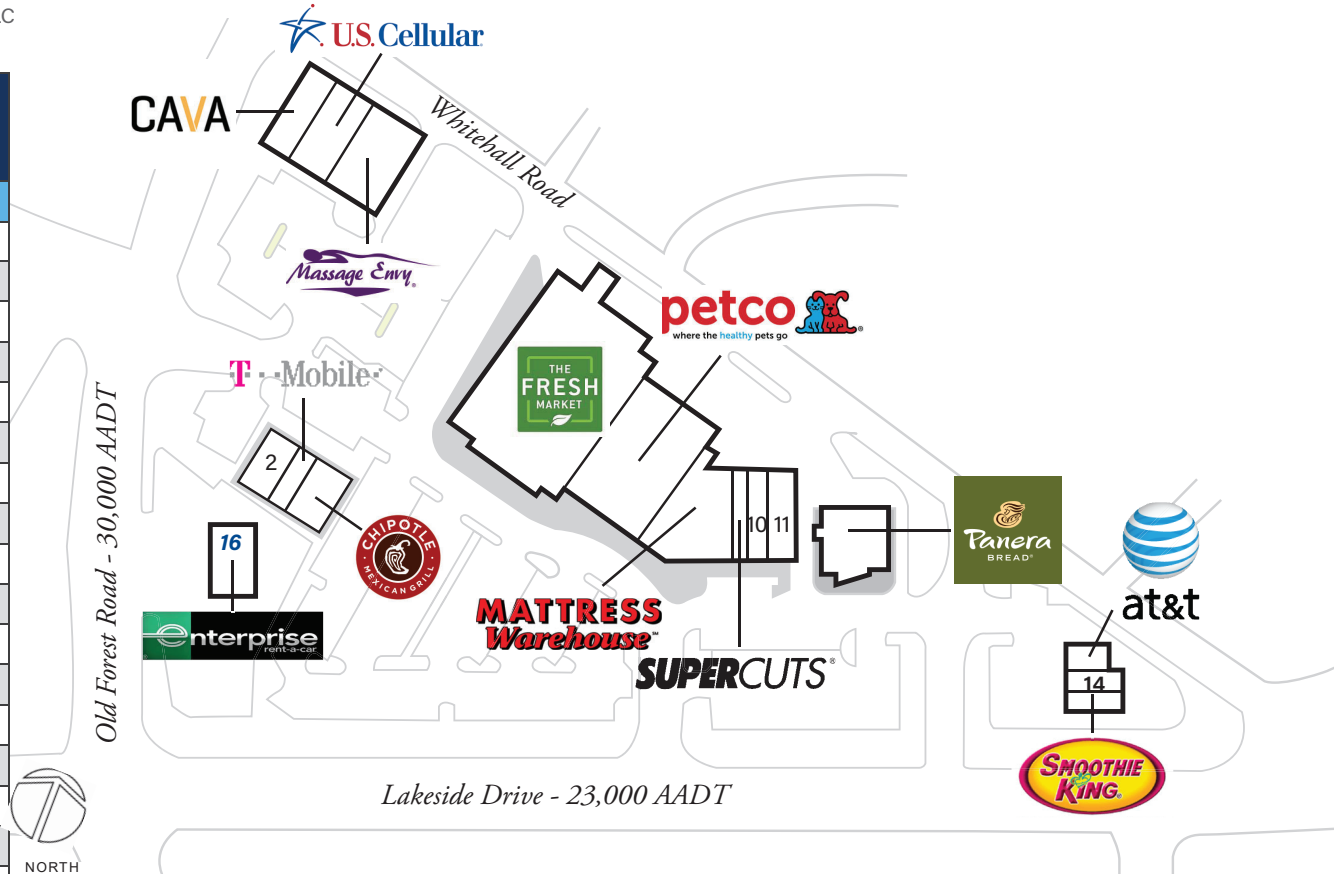 C
U.S. Cellular
CAVA
Whitehall Road
Massage Envy®
petco
where the healthy pets go
T··Mobile·
THE
FRESH
MARKET
2
CHIPOTLE
MEXICAN GRILL
10 11
16
Panera
BREAD®
enterprise
rent-a-car
MATTRESS
Warehouse™
SUPERCUTS®
at&t
14
SMOOTHIE
KING®
Old Forest Road - 30,000 AADT
Lakeside Drive - 23,000 AADT
NORTH